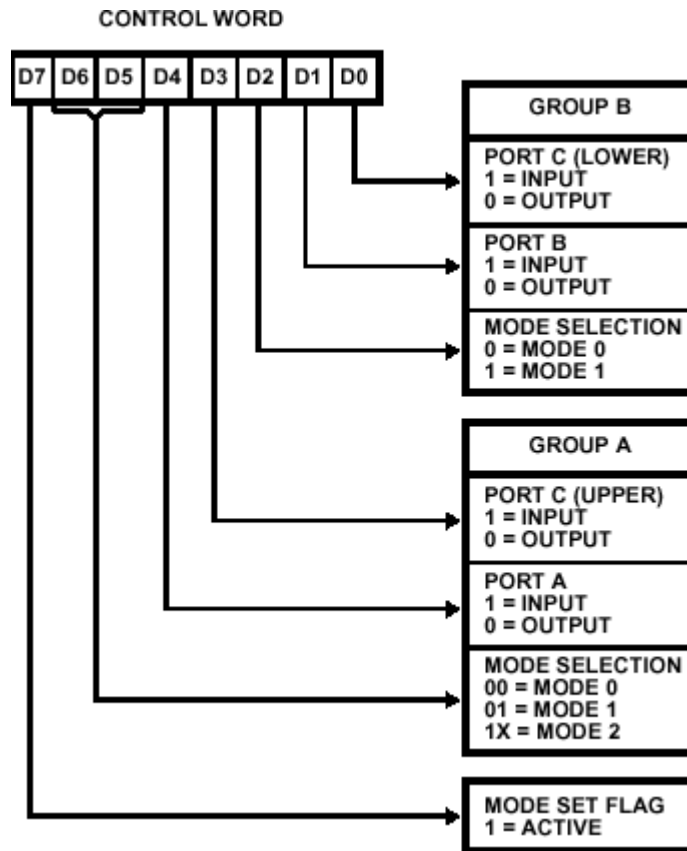 CONTROL WORD
D7 D6 D5 D4 D3 D2 D1 D0
GROUP B
PORT C (LOWER)
1 = INPUT
0 = OUTPUT
PORT B
1 = INPUT
0 = OUTPUT
MODE SELECTION
0 = MODE 0
1 = MODE 1
GROUP A
PORT C (UPPER)
1 = INPUT
0 = OUTPUT
PORT A
1 = INPUT
0 = OUTPUT
MODE SELECTION
00 = MODE 0
01 = MODE 1
1X = MODE 2
MODE SET FLAG
1 = ACTIVE